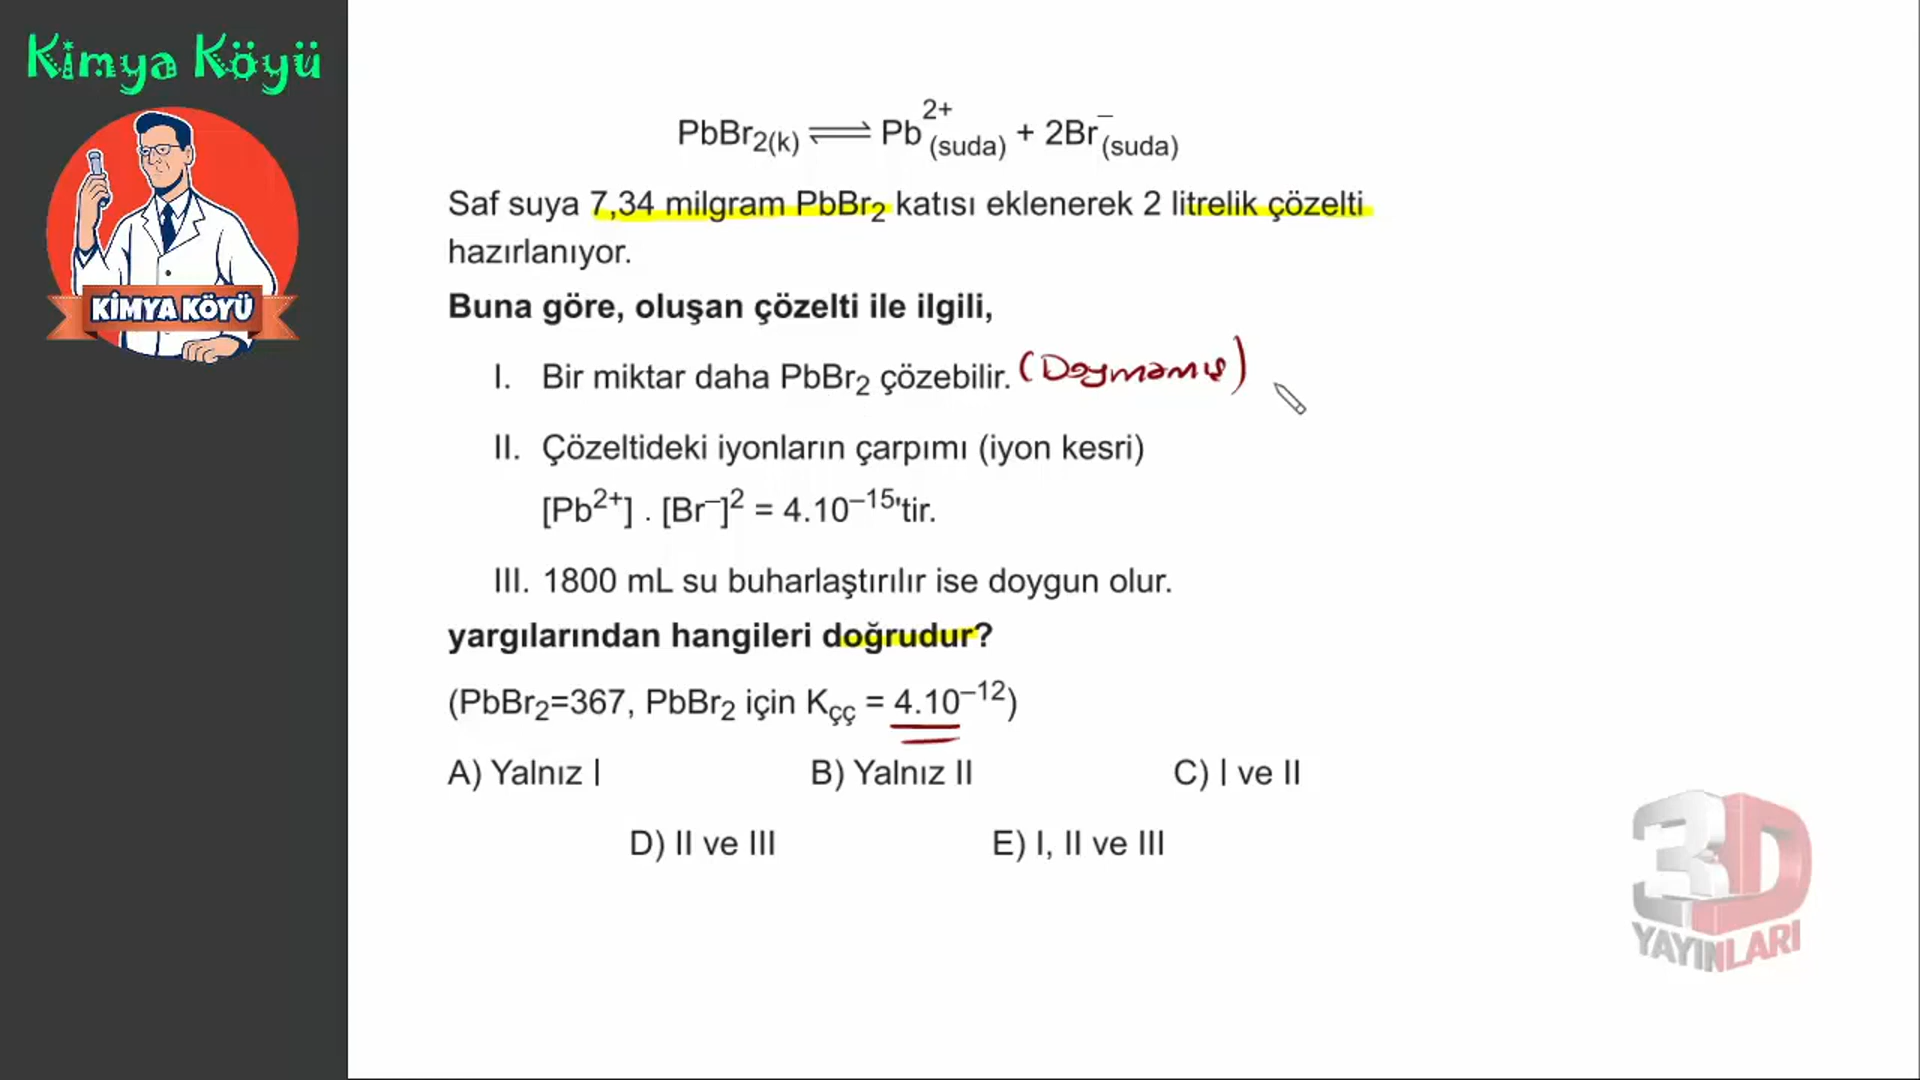 Kimya Köyü
KİMYA KÖYÜ
PbBr₂(k) ⇌ Pb²⁺(suda) + 2Br⁻(suda)
Saf suya 7,34 milgram PbBr₂ katısı eklenerek 2 litrelik çözelti
hazırlanıyor.
Buna göre, oluşan çözelti ile ilgili,
I. Bir miktar daha PbBr₂ çözebilir. (Doymamış)
II. Çözeltideki iyonların çarpımı (iyon kesri)
[Pb²⁺] . [Br⁻]² = 4.10⁻¹⁵'tir.
III. 1800 mL su buharlaştırılır ise doygun olur.
yargılarından hangileri doğrudur?
(PbBr₂=367, PbBr₂ için Kçç = 4.10⁻¹²)
A) Yalnız I B) Yalnız II C) I ve II
D) II ve III E) I, II ve III
3D
YAYINLARI